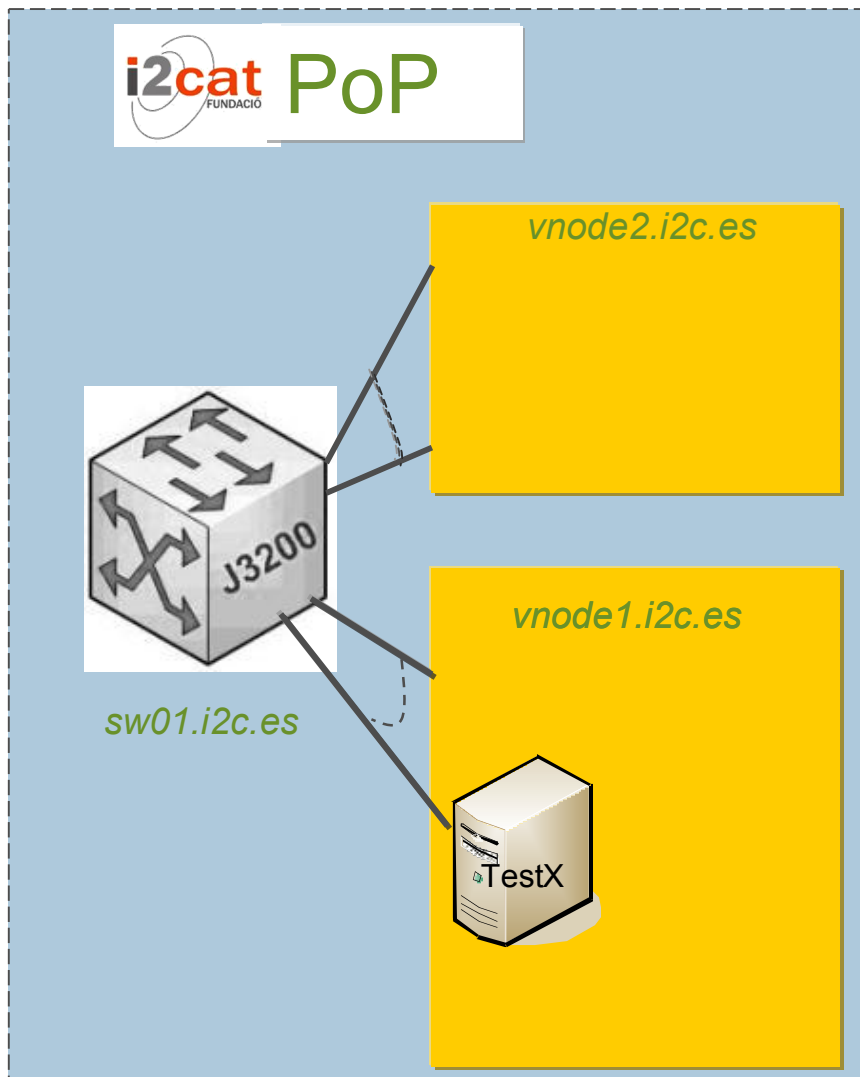 i2cat
FUNDACIÓ
PoP
vnode2.i2c.es
J3200
vnode1.i2c.es
sw01.i2c.es
TestX